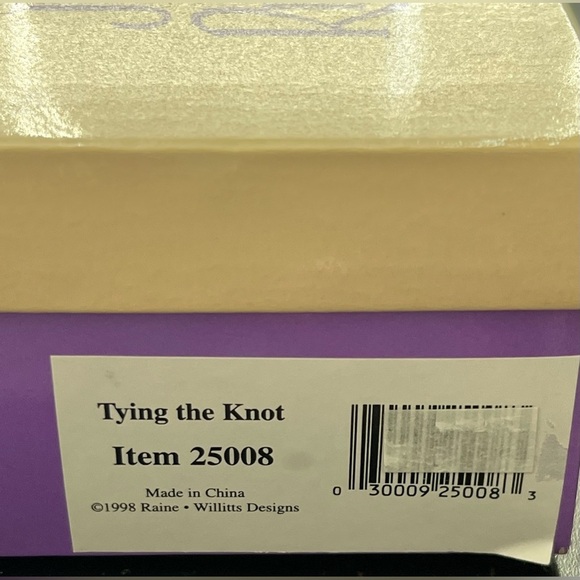 Tying the Knot
Item 25008
Made in China
©1998 Raine • Willitts Designs
0 30009 25008 3